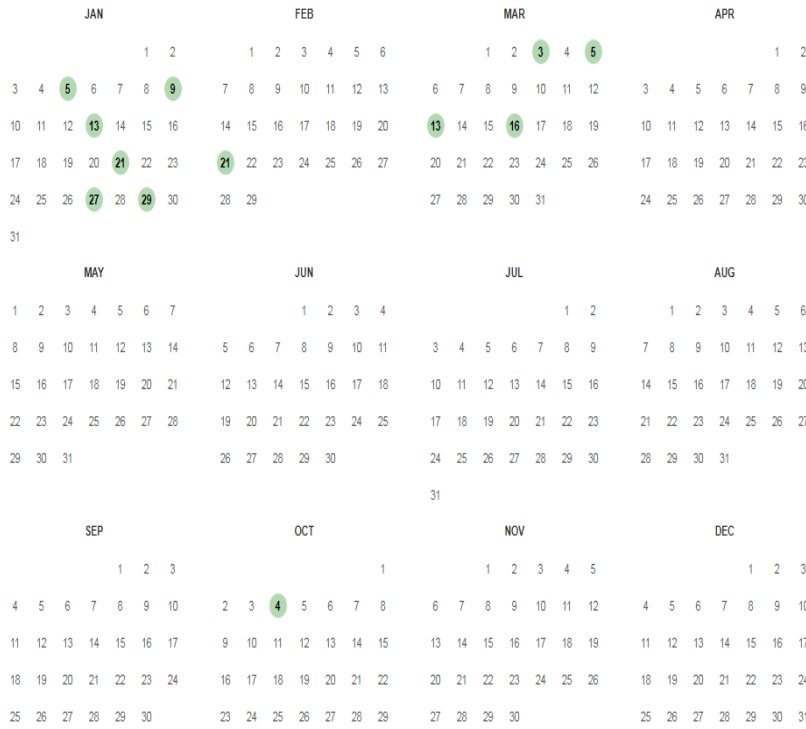 JAN FEB MAR APR
1 2 1 2 3 4 5 6 1 2 3 4 5 1 2
3 4 5 6 7 8 9 7 8 9 10 11 12 13 6 7 8 9 10 11 12 3 4 5 6 7 8 9
10 11 12 13 14 15 16 14 15 16 17 18 19 20 13 14 15 16 17 18 19 10 11 12 13 14 15 16
17 18 19 20 21 22 23 21 22 23 24 25 26 27 20 21 22 23 24 25 26 17 18 19 20 21 22 23
24 25 26 27 28 29 30 28 29 27 28 29 30 31 24 25 26 27 28 29 30
31
MAY JUN JUL AUG
1 2 3 4 5 6 7 1 2 3 4 1 2 1 2 3 4 5 6
8 9 10 11 12 13 14 5 6 7 8 9 10 11 3 4 5 6 7 8 9 7 8 9 10 11 12 13
15 16 17 18 19 20 21 12 13 14 15 16 17 18 10 11 12 13 14 15 16 14 15 16 17 18 19 20
22 23 24 25 26 27 28 19 20 21 22 23 24 25 17 18 19 20 21 22 23 21 22 23 24 25 26 27
29 30 31 26 27 28 29 30 24 25 26 27 28 29 30 28 29 30 31
31
SEP OCT NOV DEC
1 2 3 1 1 2 3 4 5 1 2 3
4 5 6 7 8 9 10 2 3 4 5 6 7 8 6 7 8 9 10 11 12 4 5 6 7 8 9 10
11 12 13 14 15 16 17 9 10 11 12 13 14 15 13 14 15 16 17 18 19 11 12 13 14 15 16 17
18 19 20 21 22 23 24 16 17 18 19 20 21 22 20 21 22 23 24 25 26 18 19 20 21 22 23 24
25 26 27 28 29 30 23 24 25 26 27 28 29 27 28 29 30 25 26 27 28 29 30 31